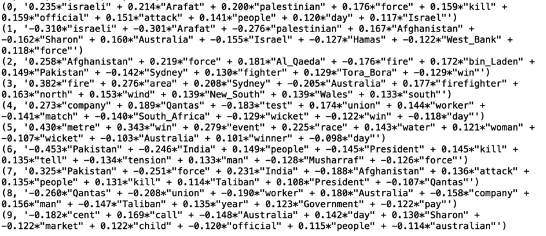 (0, '0.235*"israeli" + 0.214*"Arafat" + 0.200*"palestinian" + 0.176*"force" + 0.159*"kill" +
0.159*"official" + 0.151*"attack" + 0.141*"people" + 0.120*"day" + 0.117*"Israel"')
(1, '-0.310*"israeli" + -0.301*"Arafat" + -0.276*"palestinian" + 0.167*"Afghanistan" +
-0.162*"Sharon" + 0.160*"Australia" + -0.155*"Israel" + -0.127*"Hamas" + -0.122*"West_Bank" +
0.118*"force"')
(2, '0.258*"Afghanistan" + 0.219*"force" + 0.181*"Al_Qaeda" + -0.176*"fire" + 0.172*"bin_Laden" +
0.149*"Pakistan" + -0.142*"Sydney" + 0.130*"fighter" + 0.129*"Tora_Bora" + -0.129*"win"')
(3, '0.382*"fire" + 0.276*"area" + 0.208*"Sydney" + -0.205*"Australia" + 0.177*"firefighter" +
0.163*"north" + 0.153*"wind" + 0.139*"New_South" + 0.139*"Wales" + 0.133*"south"')
(4, '0.273*"company" + 0.189*"Qantas" + -0.183*"test" + 0.174*"union" + 0.144*"worker" +
-0.141*"match" + -0.140*"South_Africa" + -0.129*"wicket" + -0.122*"win" + -0.118*"day"')
(5, '0.430*"metre" + 0.343*"win" + 0.279*"event" + 0.225*"race" + 0.143*"water" + 0.121*"woman" +
-0.107*"wicket" + -0.103*"Australia" + 0.101*"winner" + -0.098*"day"')
(6, '-0.453*"Pakistan" + -0.246*"India" + 0.149*"people" + -0.145*"President" + 0.145*"kill" +
0.135*"tell" + -0.134*"tension" + 0.133*"man" + -0.128*"Musharraf" + -0.126*"force"')
(7, '0.325*"Pakistan" + -0.251*"force" + 0.231*"India" + -0.188*"Afghanistan" + 0.136*"attack" +
0.135*"people" + 0.131*"kill" + 0.114*"Taliban" + 0.108*"President" + -0.107*"Qantas"')
(8, '-0.260*"Qantas" + -0.208*"union" + -0.190*"worker" + 0.180*"Australia" + -0.158*"company" +
0.156*"man" + -0.147*"Taliban" + 0.135*"year" + 0.123*"Government" + -0.122*"pay"')
(9, '-0.182*"cent" + 0.169*"call" + -0.148*"Australia" + 0.142*"day" + 0.130*"Sharon" +
-0.122*"market" + 0.122*"child" + -0.120*"official" + 0.115*"people" + -0.114*"australian"')